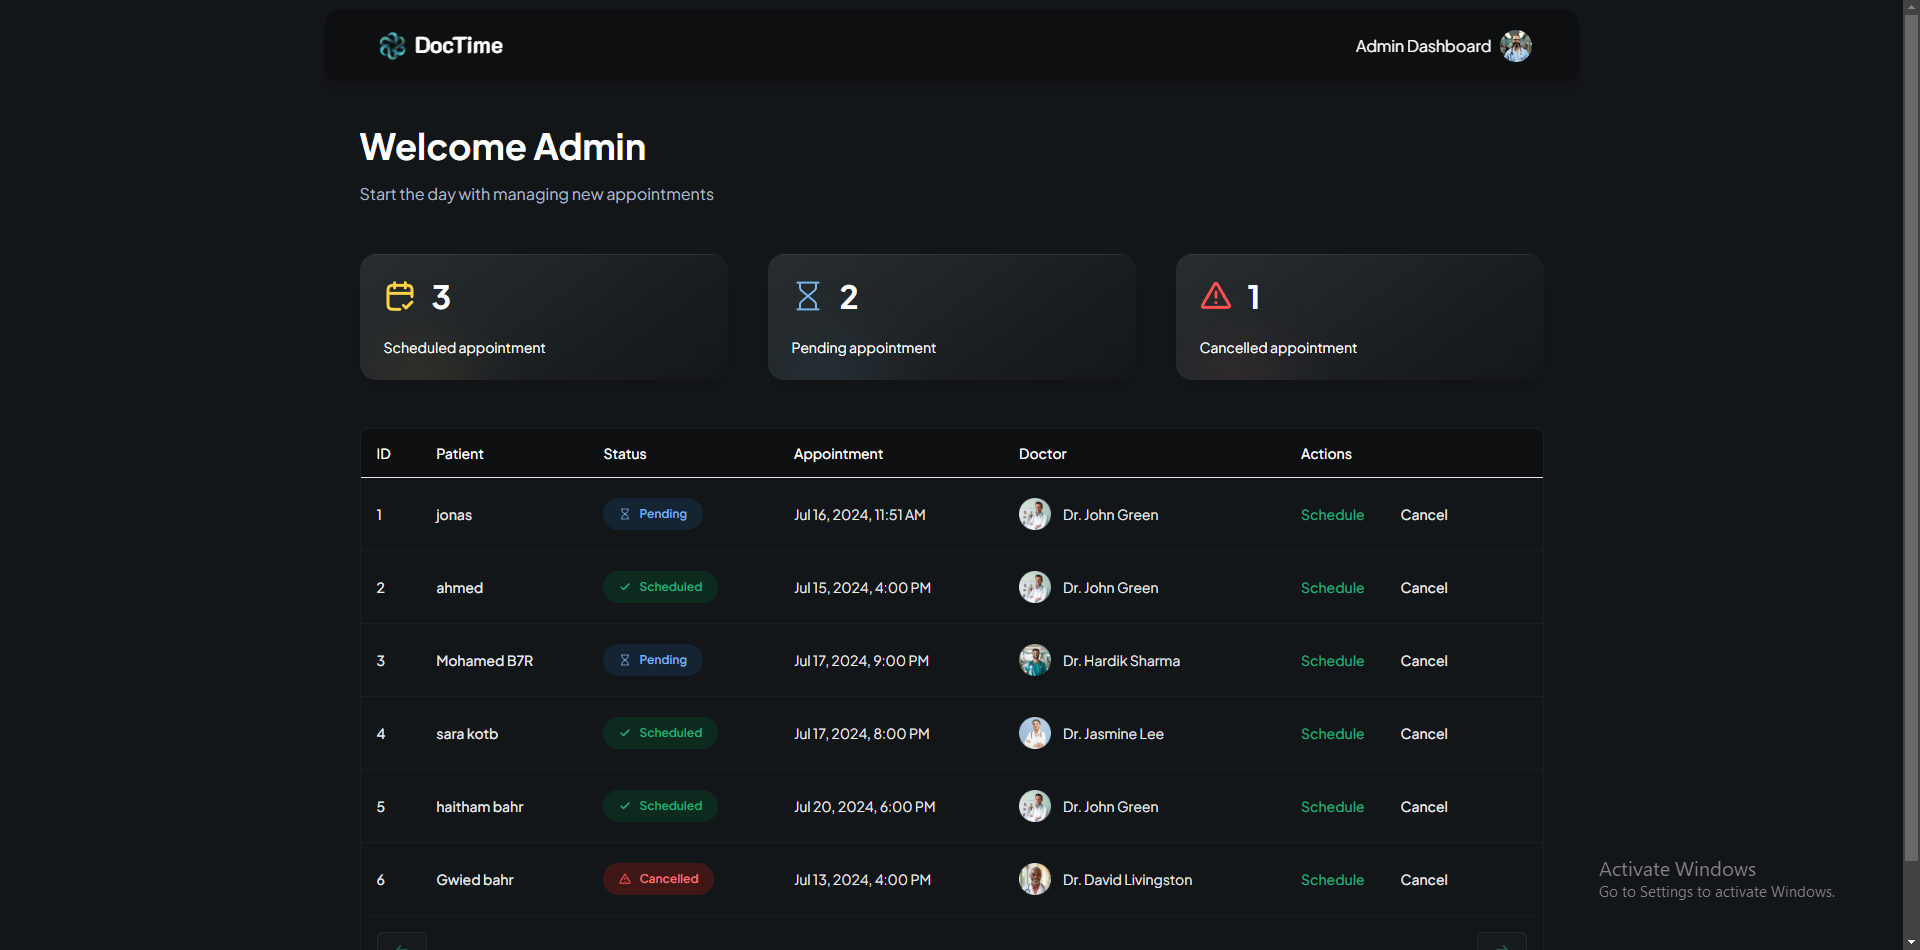 DocTime
Admin Dashboard
Welcome Admin
Start the day with managing new appointments
3
Scheduled appointment
2
Pending appointment
1
Cancelled appointment
ID Patient Status Appointment Doctor Actions
1 jonas Pending Jul 16, 2024, 11:51 AM Dr. John Green Schedule Cancel
2 ahmed Scheduled Jul 15, 2024, 4:00 PM Dr. John Green Schedule Cancel
3 Mohamed B7R Pending Jul 17, 2024, 9:00 PM Dr. Hardik Sharma Schedule Cancel
4 sara kotb Scheduled Jul 17, 2024, 8:00 PM Dr. Jasmine Lee Schedule Cancel
5 haitham bahr Scheduled Jul 20, 2024, 6:00 PM Dr. John Green Schedule Cancel
6 Gwied bahr Cancelled Jul 13, 2024, 4:00 PM Dr. David Livingston Schedule Cancel
Activate Windows
Go to Settings to activate Windows.